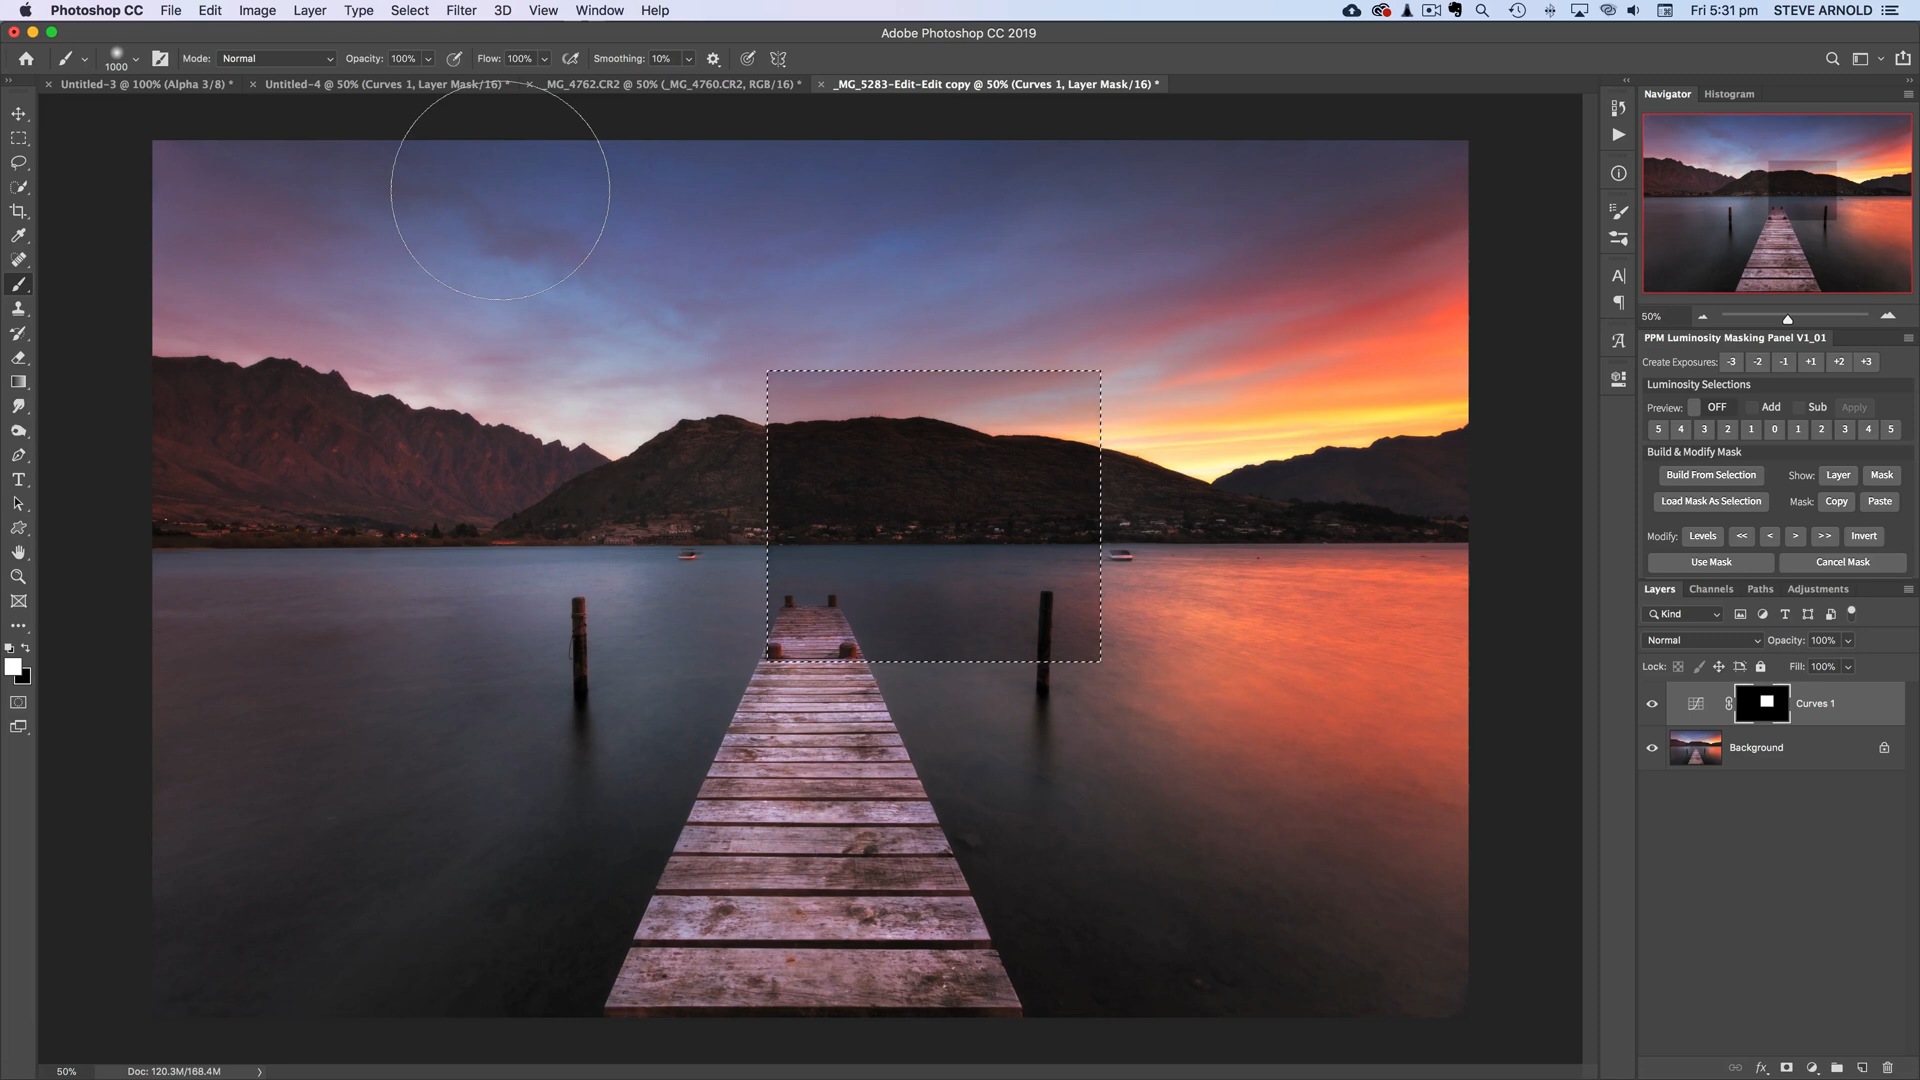 Photoshop CC File Edit Image Layer Type Select Filter 3D View Window Help Fri 5:31 pm STEVE ARNOLD
Adobe Photoshop CC 2019
1000 Mode: Normal Opacity: 100% Flow: 100% Smoothing: 10%
Untitled-3 @ 100% (Alpha 3/8) * Untitled-4 @ 50% (Curves 1, Layer Mask/16) * _MG_4762.CR2 @ 50% (_MG_4760.CR2, RGB/16) * _MG_5283-Edit-Edit copy @ 50% (Curves 1, Layer Mask/16) *
Navigator Histogram
50%
PPM Luminosity Masking Panel V1_01
Create Exposures: -3 -2 -1 +1 +2 +3
Luminosity Selections
Preview: OFF Add Sub Apply
5 4 3 2 1 0 1 2 3 4 5
Build & Modify Mask
Build From Selection Show: Layer Mask
Load Mask As Selection Mask: Copy Paste
Modify: Levels << < > >> Invert
Use Mask Cancel Mask
Layers Channels Paths Adjustments
Kind
Normal Opacity: 100%
Lock: Fill: 100%
Curves 1
Background
50% Doc: 120.3M/168.4M